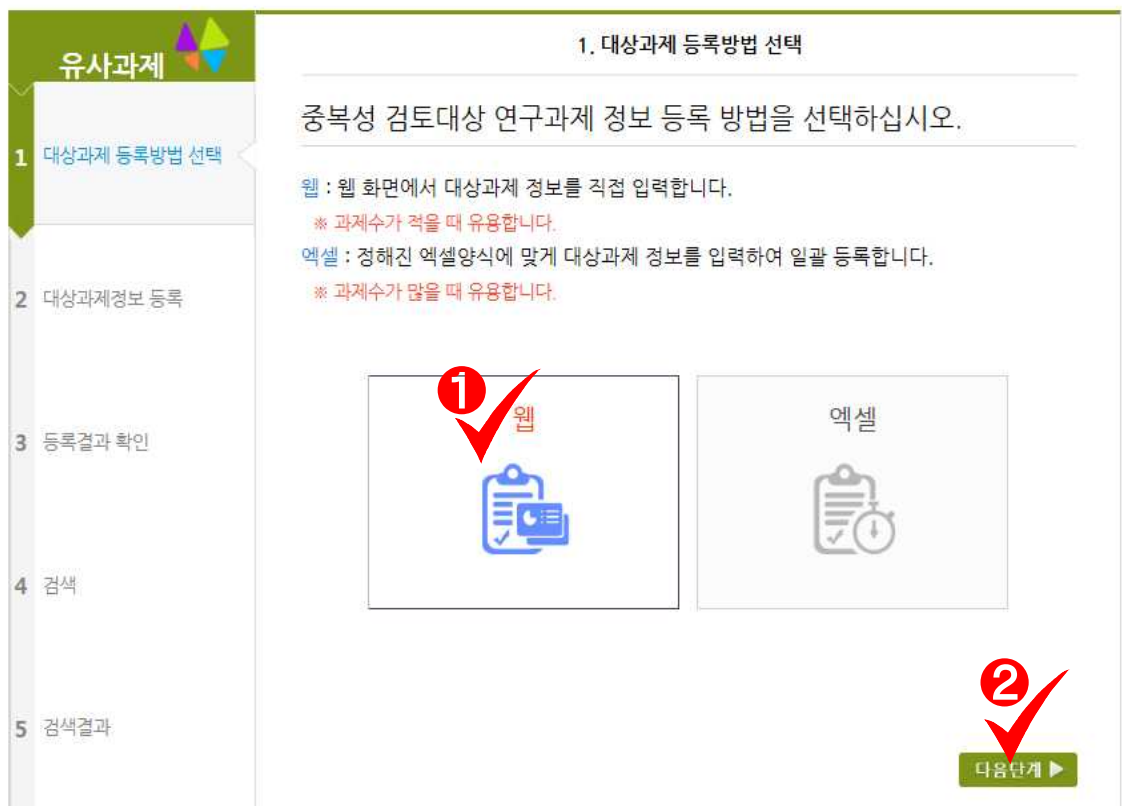 유사과제
1 대상과제 등록방법 선택
2 대상과제정보 등록
3 등록결과 확인
4 검색
5 검색결과
1. 대상과제 등록방법 선택
중복성 검토대상 연구과제 정보 등록 방법을 선택하십시오.
웹 : 웹 화면에서 대상과제 정보를 직접 입력합니다.
※ 과제수가 적을 때 유용합니다.
엑셀 : 정해진 엑셀양식에 맞게 대상과제 정보를 입력하여 일괄 등록합니다.
※ 과제수가 많을 때 유용합니다.
❶
웹
엑셀
❷
다음단계 ▶